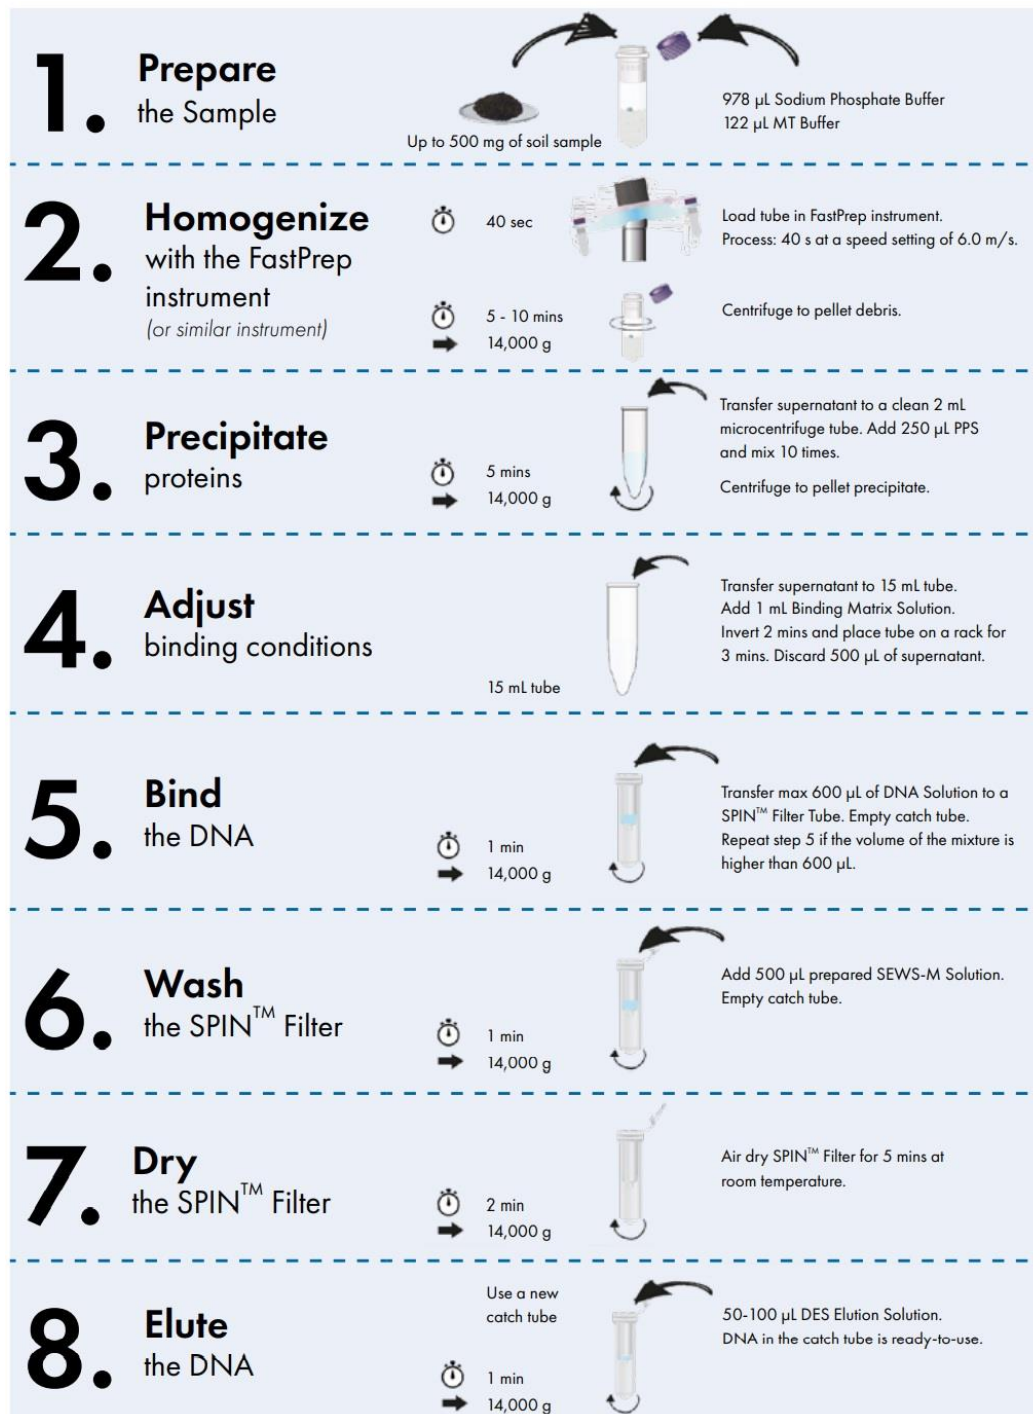 1. Prepare
the Sample
Up to 500 mg of soil sample
978 µL Sodium Phosphate Buffer
122 µL MT Buffer
2. Homogenize
with the FastPrep
instrument
(or similar instrument)
40 sec
Load tube in FastPrep instrument.
Process: 40 s at a speed setting of 6.0 m/s.
5 - 10 mins
14,000 g
Centrifuge to pellet debris.
3. Precipitate
proteins
5 mins
14,000 g
Transfer supernatant to a clean 2 mL
microcentrifuge tube. Add 250 µL PPS
and mix 10 times.
Centrifuge to pellet precipitate.
4. Adjust
binding conditions
15 mL tube
Transfer supernatant to 15 mL tube.
Add 1 mL Binding Matrix Solution.
Invert 2 mins and place tube on a rack for
3 mins. Discard 500 µL of supernatant.
5. Bind
the DNA
1 min
14,000 g
Transfer max 600 µL of DNA Solution to a
SPIN™ Filter Tube. Empty catch tube.
Repeat step 5 if the volume of the mixture is
higher than 600 µL.
6. Wash
the SPIN™ Filter
1 min
14,000 g
Add 500 µL prepared SEWS-M Solution.
Empty catch tube.
7. Dry
the SPIN™ Filter
2 min
14,000 g
Air dry SPIN™ Filter for 5 mins at
room temperature.
8. Elute
the DNA
Use a new
catch tube
1 min
14,000 g
50-100 µL DES Elution Solution.
DNA in the catch tube is ready-to-use.